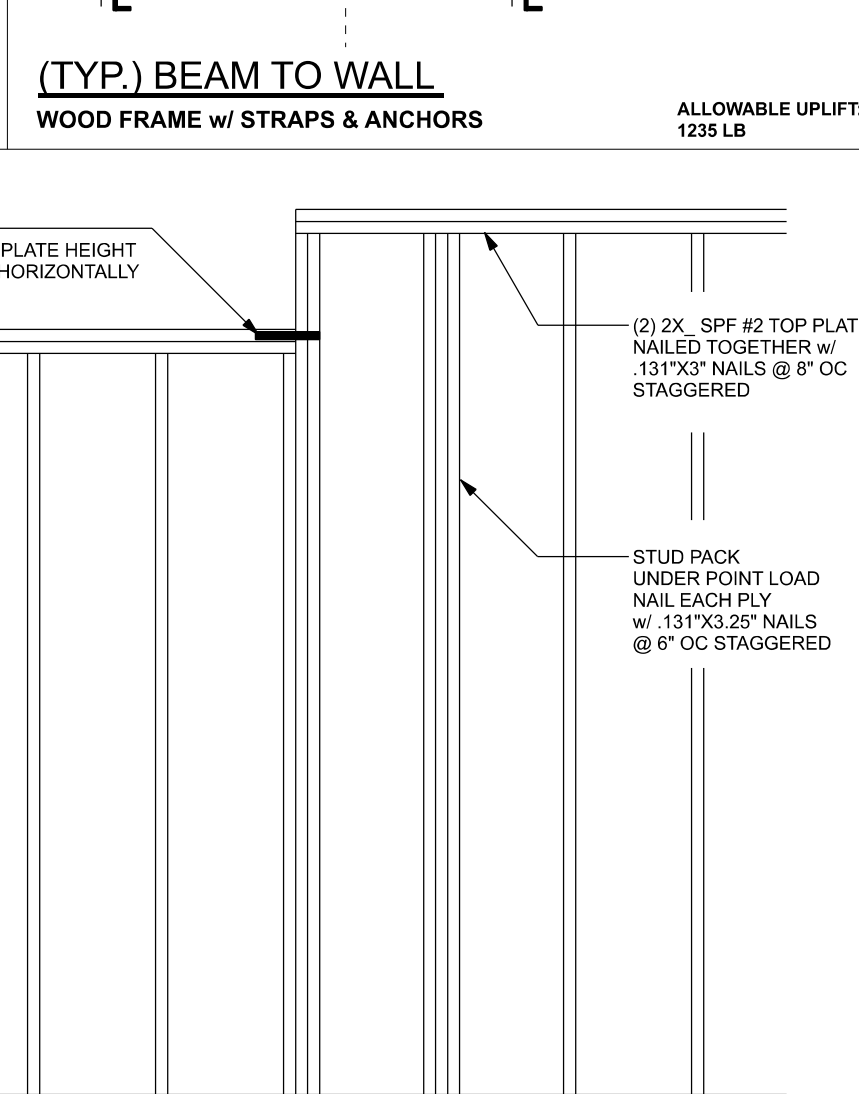 (TYP.) BEAM TO WALL
WOOD FRAME w/ STRAPS & ANCHORS
ALLOWABLE UPLIFT:
1235 LB
PLATE HEIGHT
HORIZONTALLY
(2) 2X_ SPF #2 TOP PLAT
NAILED TOGETHER w/
.131"X3" NAILS @ 8" OC
STAGGERED
STUD PACK
UNDER POINT LOAD
NAIL EACH PLY
w/ .131"X3.25" NAILS
@ 6" OC STAGGERED